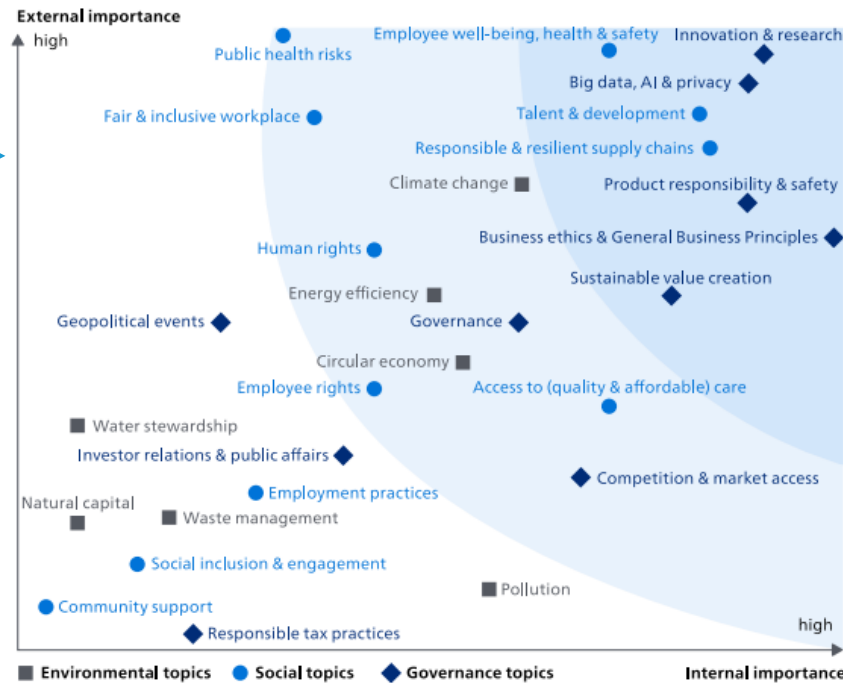 External importance
high
Public health risks
Employee well-being, health & safety
Innovation & research
Big data, AI & privacy
Fair & inclusive workplace
Talent & development
Responsible & resilient supply chains
Climate change
Product responsibility & safety
Human rights
Business ethics & General Business Principles
Sustainable value creation
Energy efficiency
Geopolitical events
Governance
Circular economy
Employee rights
Access to (quality & affordable) care
Water stewardship
Investor relations & public affairs
Competition & market access
Employment practices
Natural capital
Waste management
Social inclusion & engagement
Pollution
Community support
high
Responsible tax practices
Environmental topics
Social topics
Governance topics
Internal importance